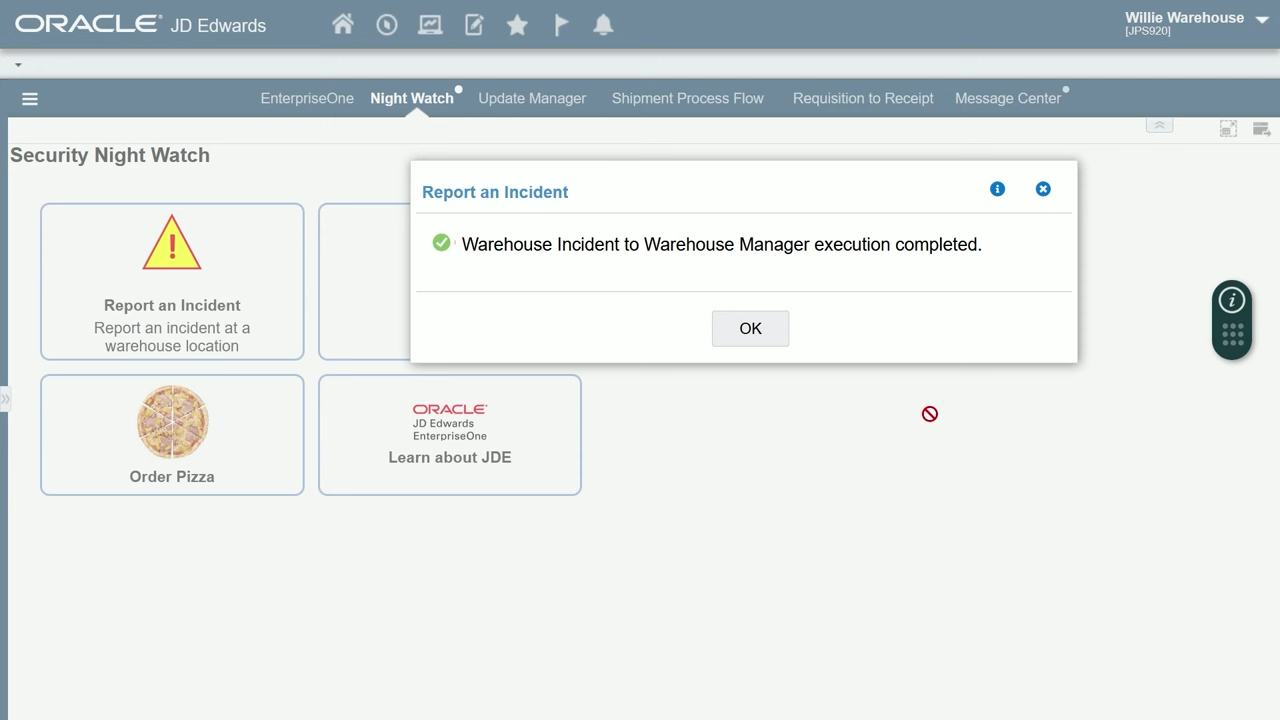 ORACLE JD Edwards
Willie Warehouse
[JPS920]
EnterpriseOne Night Watch Update Manager Shipment Process Flow Requisition to Receipt Message Center
Security Night Watch
Report an Incident
Warehouse Incident to Warehouse Manager execution completed.
OK
Report an Incident
Report an incident at a
warehouse location
Order Pizza
ORACLE
JD Edwards
EnterpriseOne
Learn about JDE